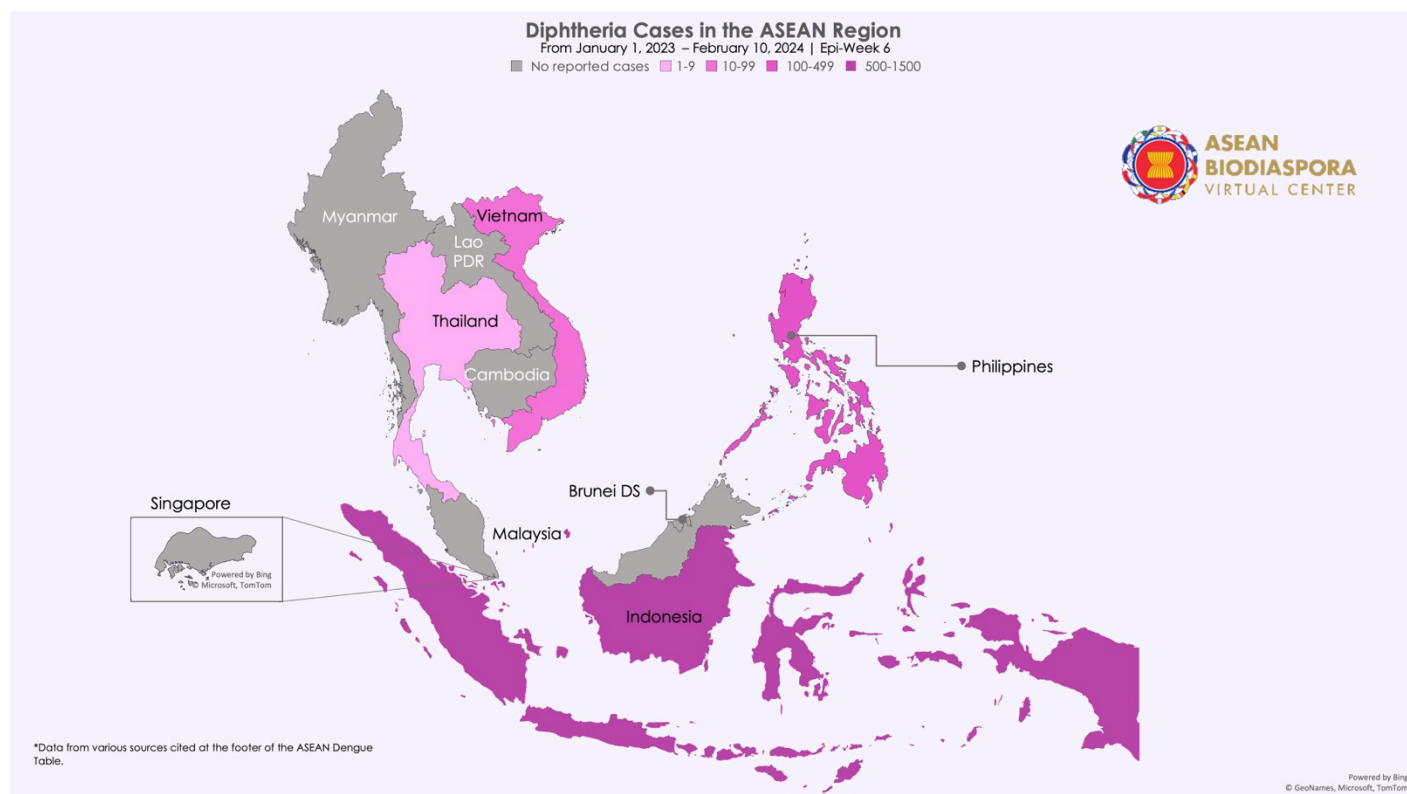 Diphtheria Cases in the ASEAN Region
From January 1, 2023 – February 10, 2024 | Epi-Week 6
No reported cases 1-9 10-99 100-499 500-1500
ASEAN
BIODIASPORA
VIRTUAL CENTER
Myanmar
Vietnam
Lao
PDR
Thailand
Cambodia
Philippines
Brunei DS
Singapore
Malaysia
Powered by Bing
© Microsoft, TomTom
Indonesia
*Data from various sources cited at the footer of the ASEAN Dengue
Table.
Powered by Bing
© GeoNames, Microsoft, TomTom